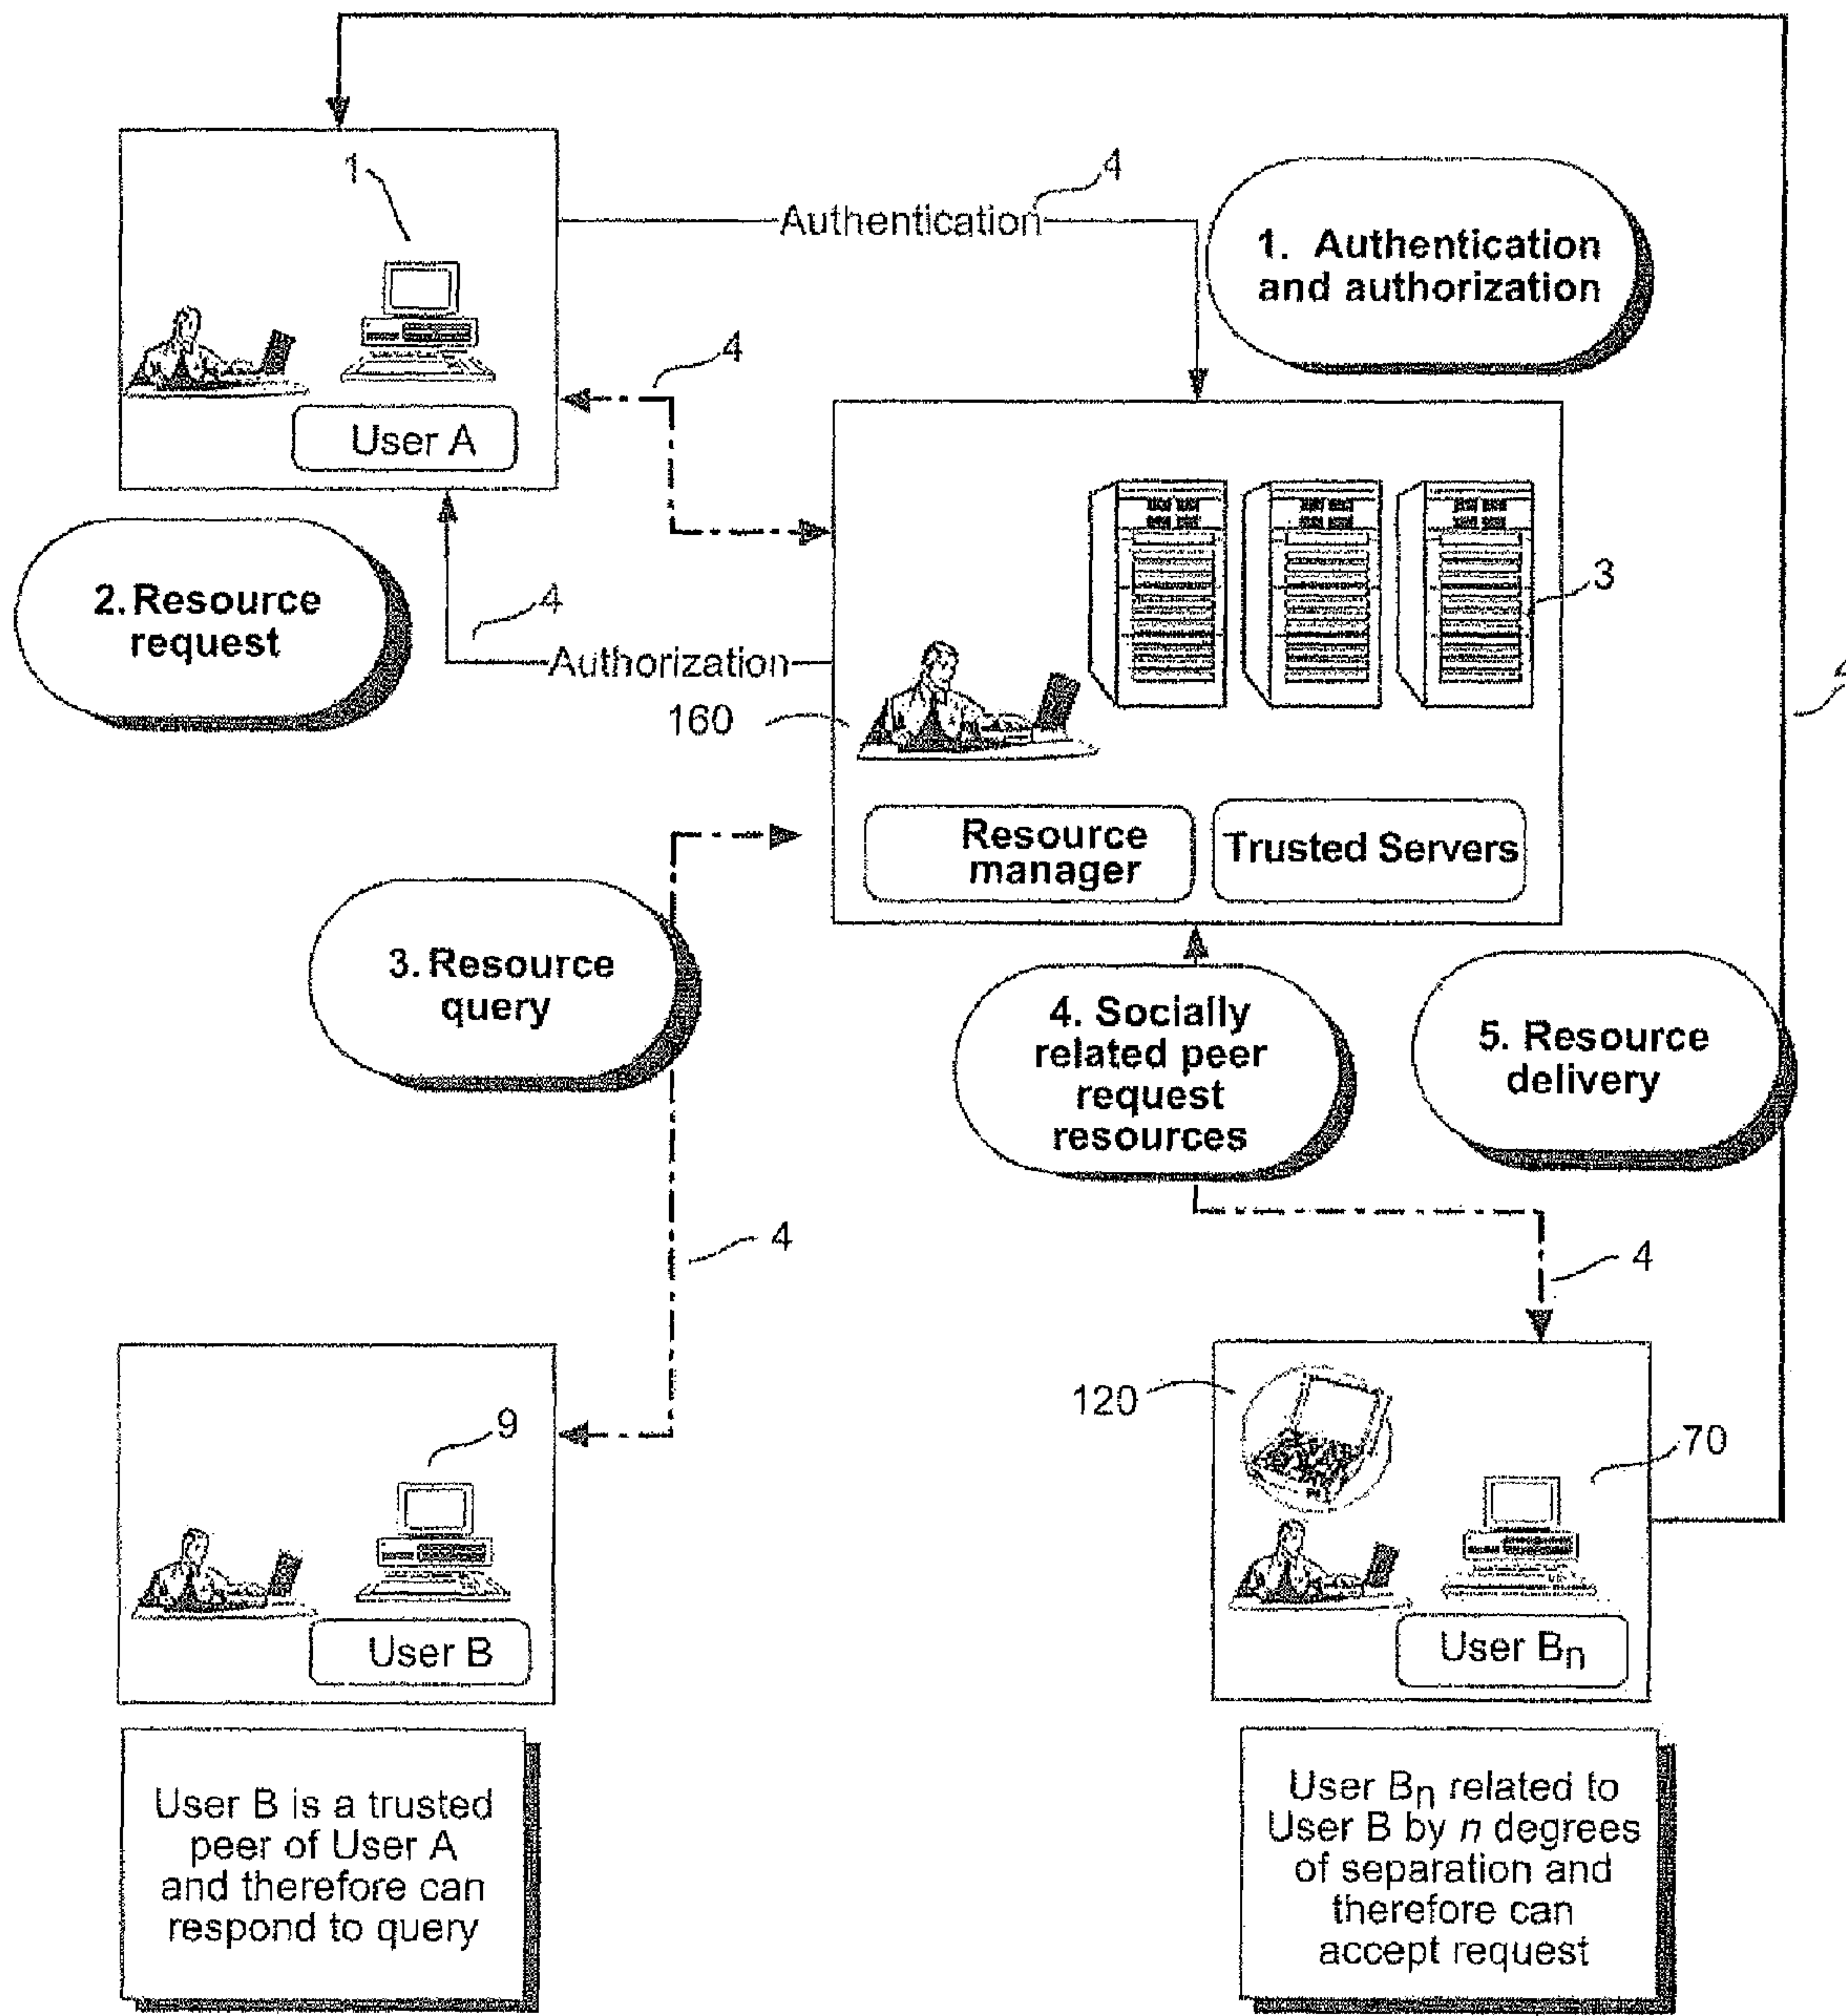 1
4
Authentication
1. Authentication
and authorization
4
User A
2. Resource
request
4
Authorization
3
160
4
Resource
manager
Trusted Servers
3. Resource
query
4. Socially
related peer
request
resources
5. Resource
delivery
4
4
120
9
70
User B
User Bn
User B is a trusted
peer of User A
and therefore can
respond to query
User Bn related to
User B by n degrees
of separation and
therefore can
accept request